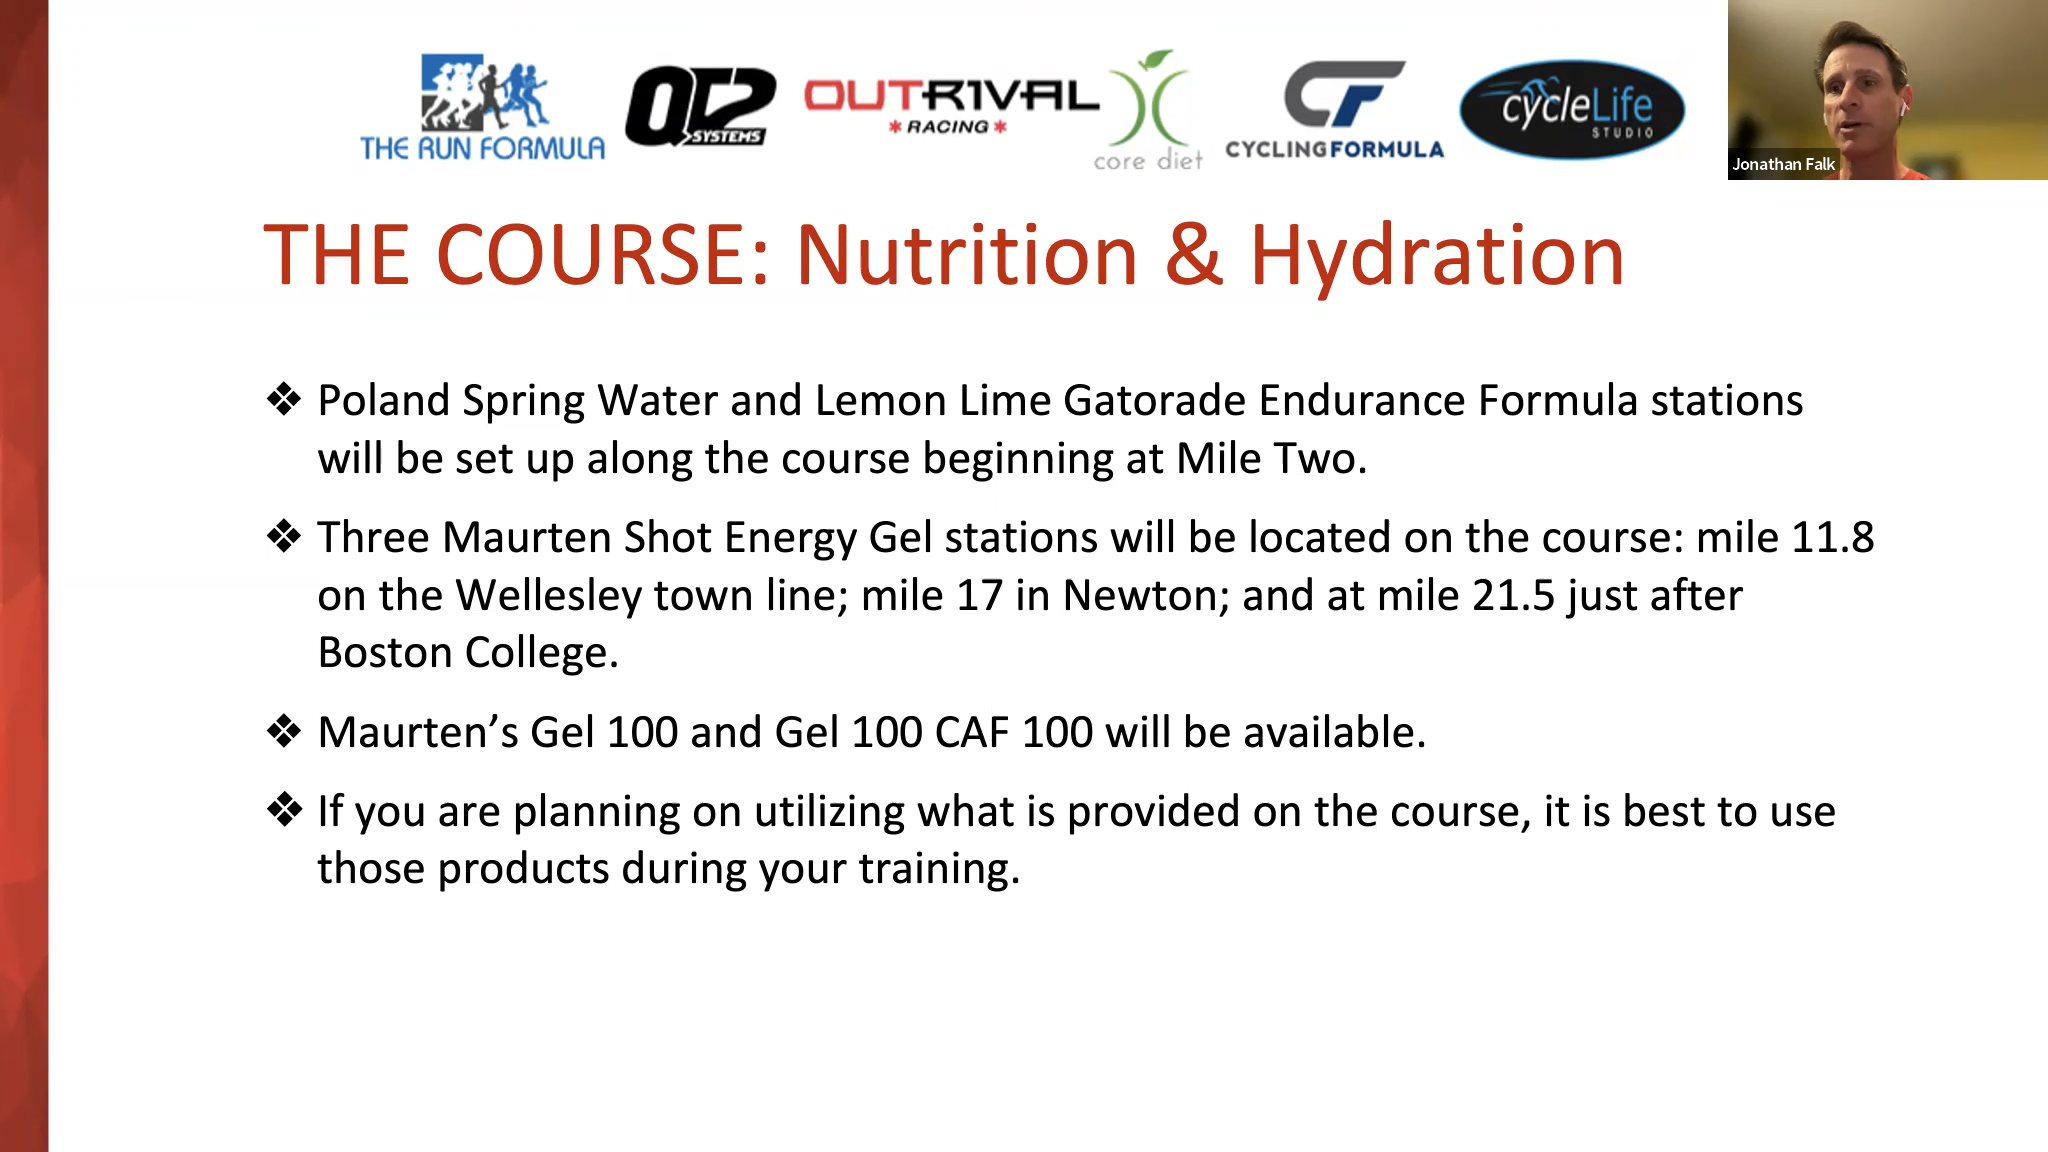 THE RUN FORMULA
QT2 SYSTEMS
OUTRIVAL
RACING
core diet
CF
CYCLINGFORMULA
cycleLife
STUDIO
Jonathan Falk
THE COURSE: Nutrition & Hydration
❖ Poland Spring Water and Lemon Lime Gatorade Endurance Formula stations
will be set up along the course beginning at Mile Two.
❖ Three Maurten Shot Energy Gel stations will be located on the course: mile 11.8
on the Wellesley town line; mile 17 in Newton; and at mile 21.5 just after
Boston College.
❖ Maurten’s Gel 100 and Gel 100 CAF 100 will be available.
❖ If you are planning on utilizing what is provided on the course, it is best to use
those products during your training.